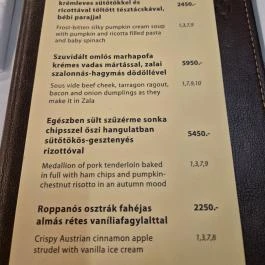 krémleves sütőtökkel és
ricottával töltött tésztácskával, 2450.-
bébi parajjal
Frost-bitten silky pumpkin cream soup 1,3,7,9
with pumpkin and ricotta filled pasta
and baby spinach
Szuvidált omlós marhapofa
krémes vadas mártással, zalai 5950.-
szalonnás-hagymás dödöllével
Sous vide beef cheek, tarragon ragout, 1,7,9,10
bacon and onion dumplings as they
make it in Zala
Egészben sült szűzérme sonka
chipsszel őszi hangulatban
sütőtökös-gesztenyés 5450.-
rizottóval
Medallion of pork tenderloin baked 1,3,7,9
in full with ham chips and pumpkin-
chestnut risotto in an autumn mood
Roppanós osztrák fahéjas 2250.-
almás rétes vaníliafagylalttal
Crispy Austrian cinnamon apple 1,3,7,8
strudel with vanilla ice cream